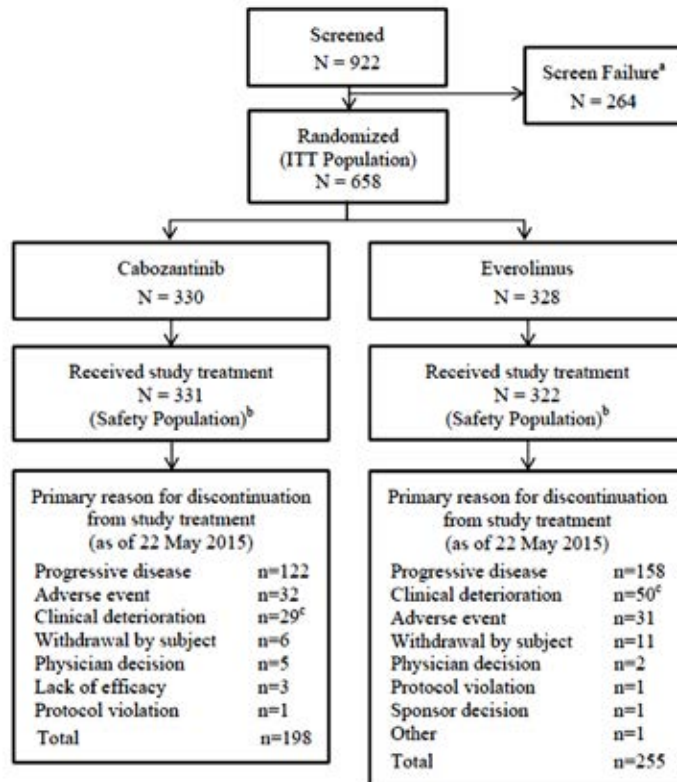 Screened
N = 922
Screen Failureᵃ
N = 264
Randomized
(ITT Population)
N = 658
Cabozantinib
N = 330
Everolimus
N = 328
Received study treatment
N = 331
(Safety Population)ᵇ
Received study treatment
N = 322
(Safety Population)ᵇ
Primary reason for discontinuation
from study treatment
(as of 22 May 2015)
Progressive disease n=122
Adverse event n=32
Clinical deterioration n=29ᶜ
Withdrawal by subject n=6
Physician decision n=5
Lack of efficacy n=3
Protocol violation n=1
Total n=198
Primary reason for discontinuation
from study treatment
(as of 22 May 2015)
Progressive disease n=158
Clinical deterioration n=50ᶜ
Adverse event n=31
Withdrawal by subject n=11
Physician decision n=2
Protocol violation n=1
Sponsor decision n=1
Other n=1
Total n=255